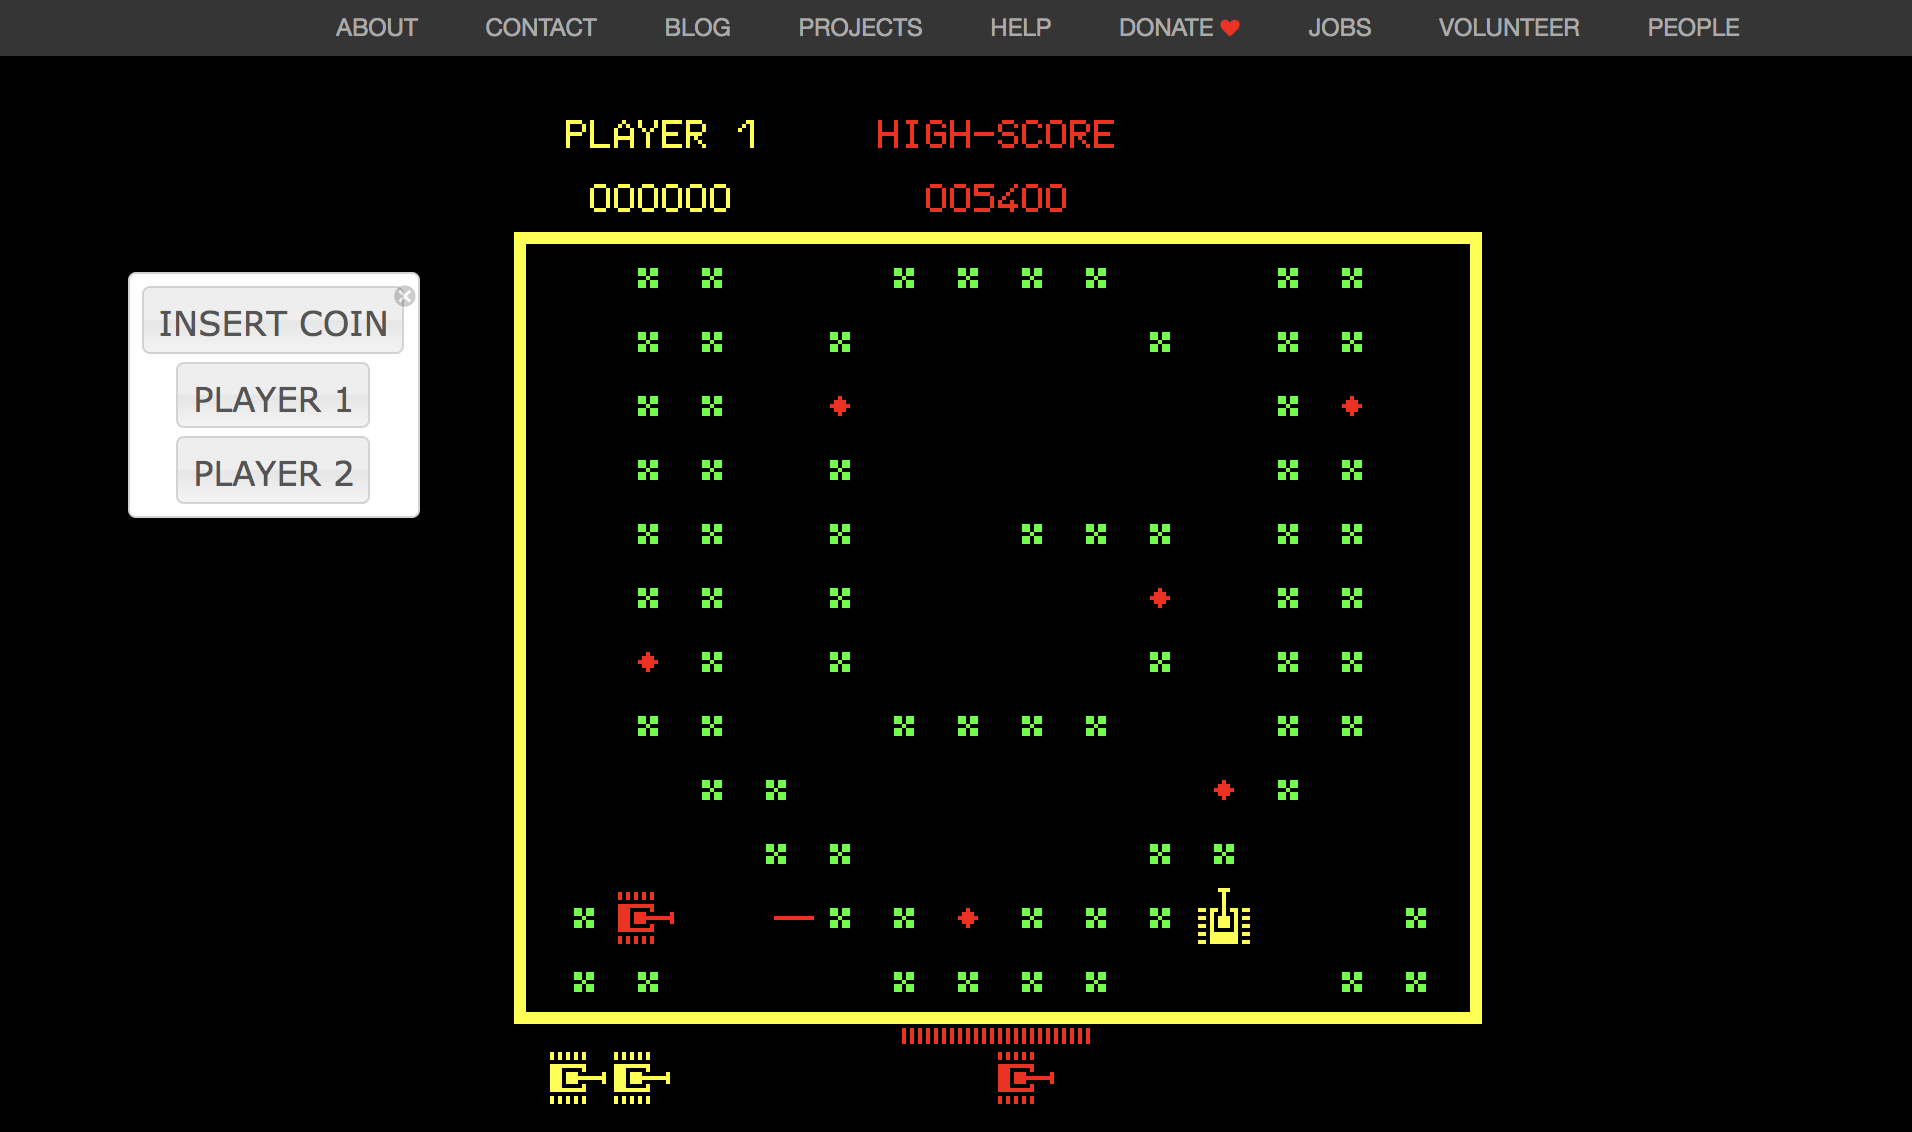 ABOUT CONTACT BLOG PROJECTS HELP DONATE JOBS VOLUNTEER PEOPLE
PLAYER 1 HIGH-SCORE
000000 005400
INSERT COIN
PLAYER 1
PLAYER 2